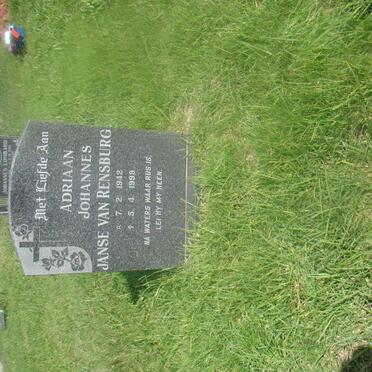 Met Liefde Aan
ADRIAAN
JOHANNES
JANSE VAN RENSBURG
* 7. 2. 1942
† 5. 4. 1999
NA WATERS WAAR RUS IS,
LEI HY MY HEEN.